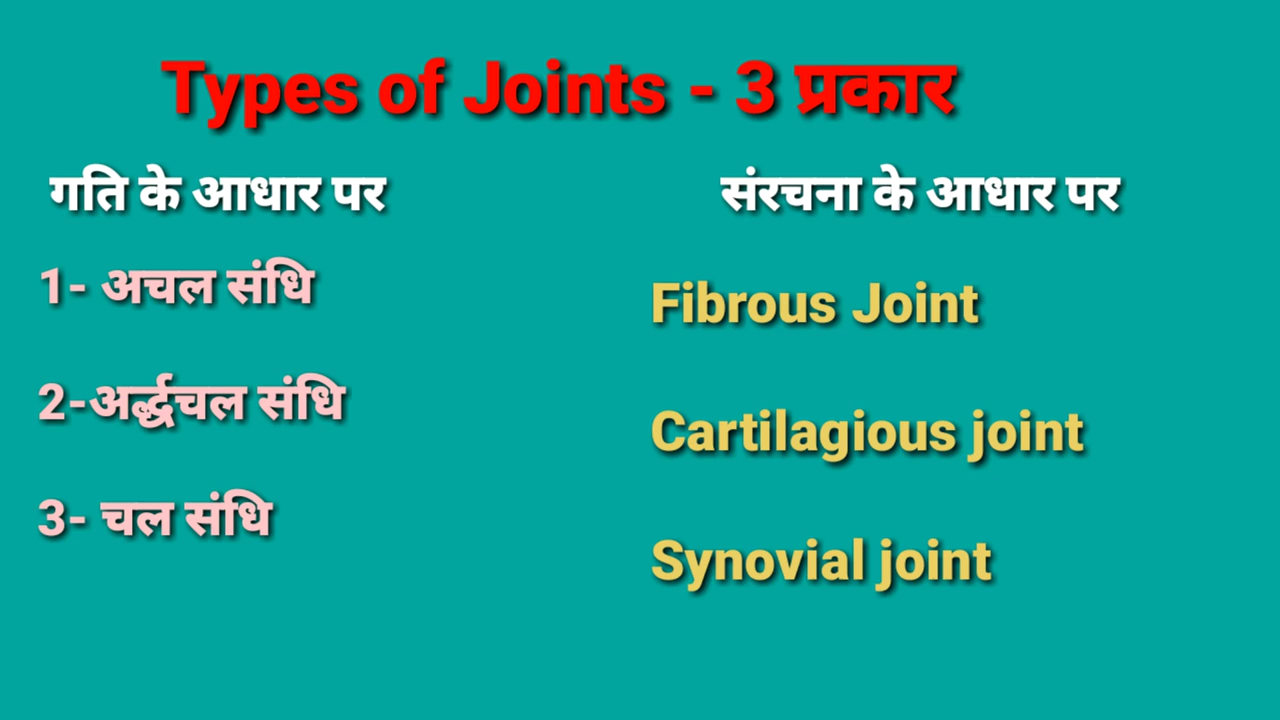 Types of Joints - 3 प्रकार
गति के आधार पर
1- अचल संधि
2-अर्द्धचल संधि
3- चल संधि
संरचना के आधार पर
Fibrous Joint
Cartilagious joint
Synovial joint